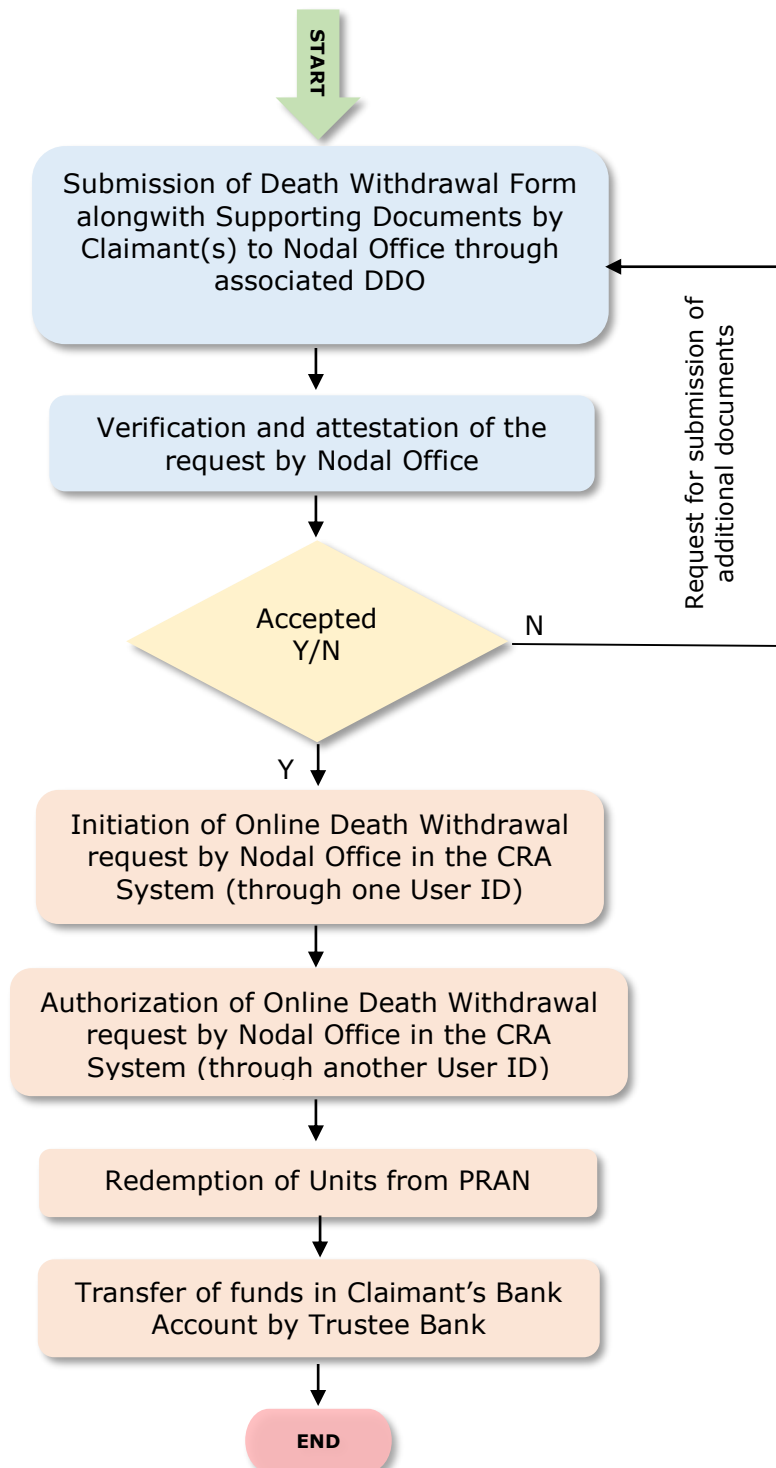 START
Submission of Death Withdrawal Form
alongwith Supporting Documents by
Claimant(s) to Nodal Office through
associated DDO
Request for submission of
additional documents
Verification and attestation of the
request by Nodal Office
Accepted
Y/N
N
Y
Initiation of Online Death Withdrawal
request by Nodal Office in the CRA
System (through one User ID)
Authorization of Online Death Withdrawal
request by Nodal Office in the CRA
System (through another User ID)
Redemption of Units from PRAN
Transfer of funds in Claimant’s Bank
Account by Trustee Bank
END